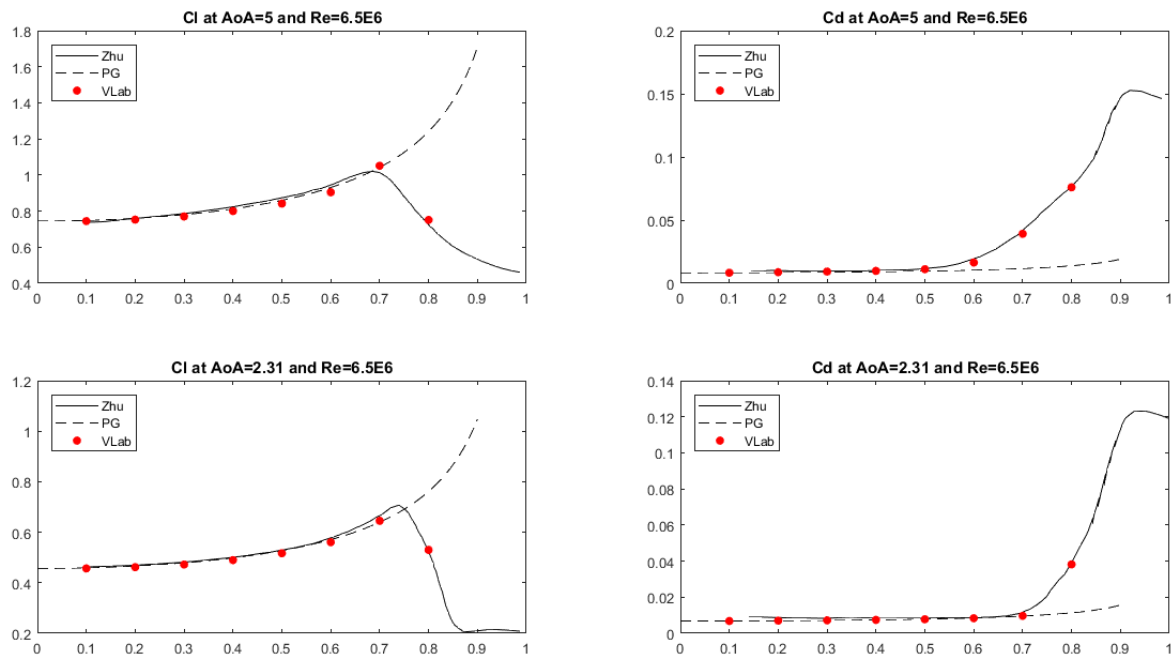 Cl at AoA=5 and Re=6.5E6
1.8
1.6
1.4
1.2
1
0.8
0.6
0.4
0 0.1 0.2 0.3 0.4 0.5 0.6 0.7 0.8 0.9 1
Zhu
PG
VLab
Cd at AoA=5 and Re=6.5E6
0.2
0.15
0.1
0.05
0
0 0.1 0.2 0.3 0.4 0.5 0.6 0.7 0.8 0.9 1
Zhu
PG
VLab
Cl at AoA=2.31 and Re=6.5E6
1.2
1
0.8
0.6
0.4
0.2
0 0.1 0.2 0.3 0.4 0.5 0.6 0.7 0.8 0.9 1
Zhu
PG
VLab
Cd at AoA=2.31 and Re=6.5E6
0.14
0.12
0.1
0.08
0.06
0.04
0.02
0
0 0.1 0.2 0.3 0.4 0.5 0.6 0.7 0.8 0.9 1
Zhu
PG
VLab